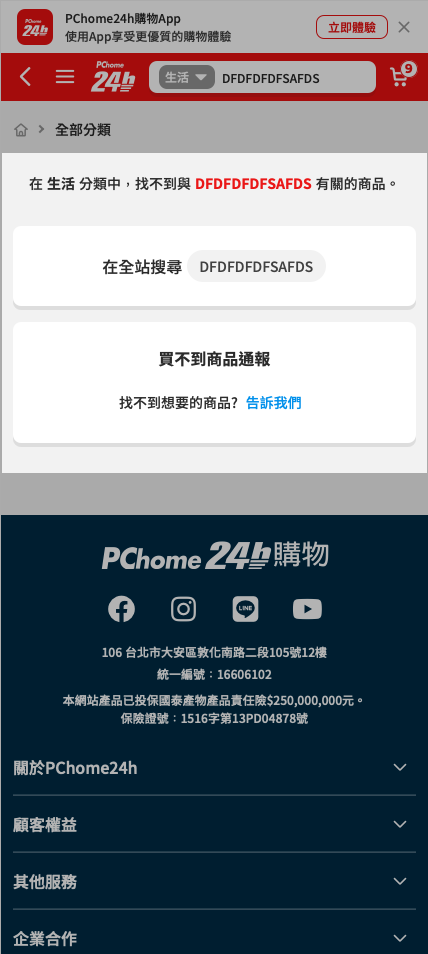 PChome
24h
PChome24h購物App
使用App享受更優質的購物體驗
立即體驗
PChome
24h
生活
DFDFDFDFSAFDS
9
全部分類
在 生活 分類中，找不到與 DFDFDFDFSAFDS 有關的商品。
在全站搜尋 DFDFDFDFSAFDS
買不到商品通報
找不到想要的商品? 告訴我們
PChome 24h購物
LINE
106 台北市大安區敦化南路二段105號12樓
統一編號：16606102
本網站產品已投保國泰產物產品責任險$250,000,000元。
保險證號：1516字第13PD04878號
關於PChome24h
顧客權益
其他服務
企業合作